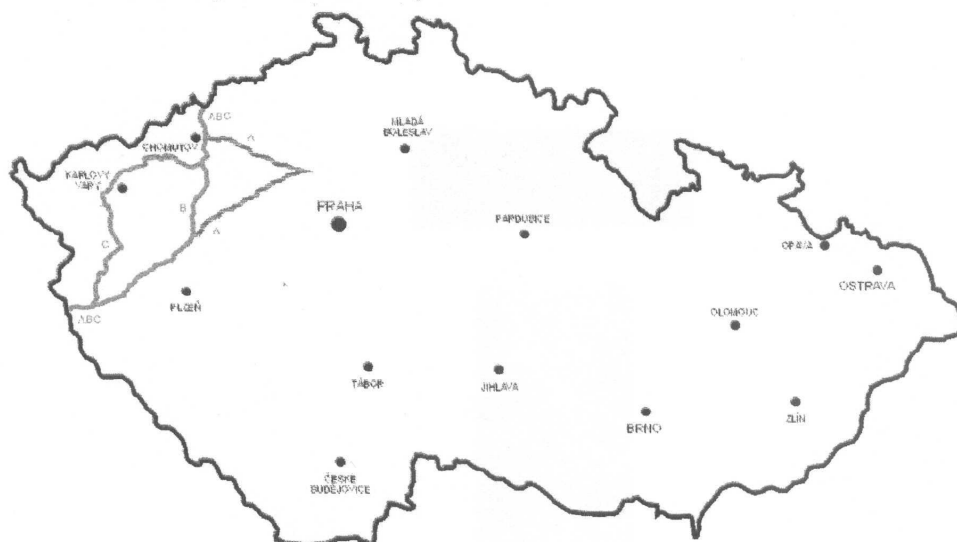 ABC
A
MLADÁ
BOLESLAV
CHOMUTOV
KARLOVY
VARY
PRAHA
B
A
PARDUBICE
C
OPAVA
OSTRAVA
PLZEŇ
ABC
OLOMOUC
TÁBOR
JIHLAVA
ZLÍN
BRNO
ČESKÉ
BUDĚJOVICE